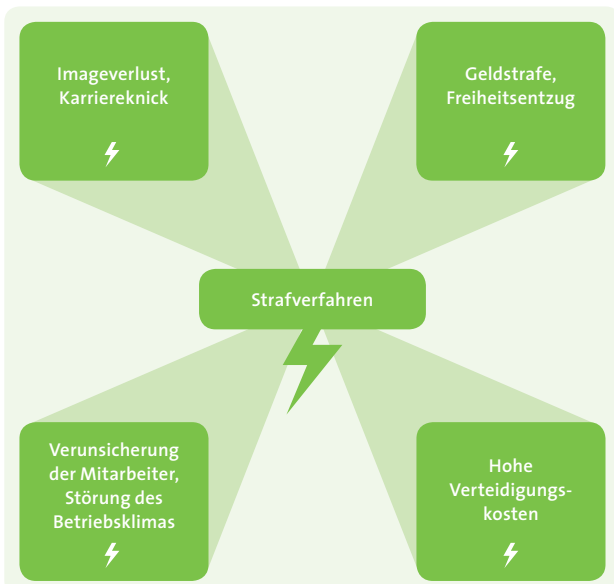 Imageverlust,
Karriereknick
Geldstrafe,
Freiheitsentzug
Strafverfahren
Verunsicherung
der Mitarbeiter,
Störung des
Betriebsklimas
Hohe
Verteidigungs-
kosten